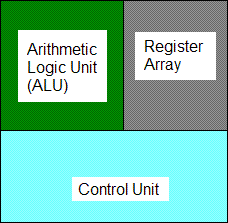 Arithmetic
Logic Unit
(ALU)
Register
Array
Control Unit